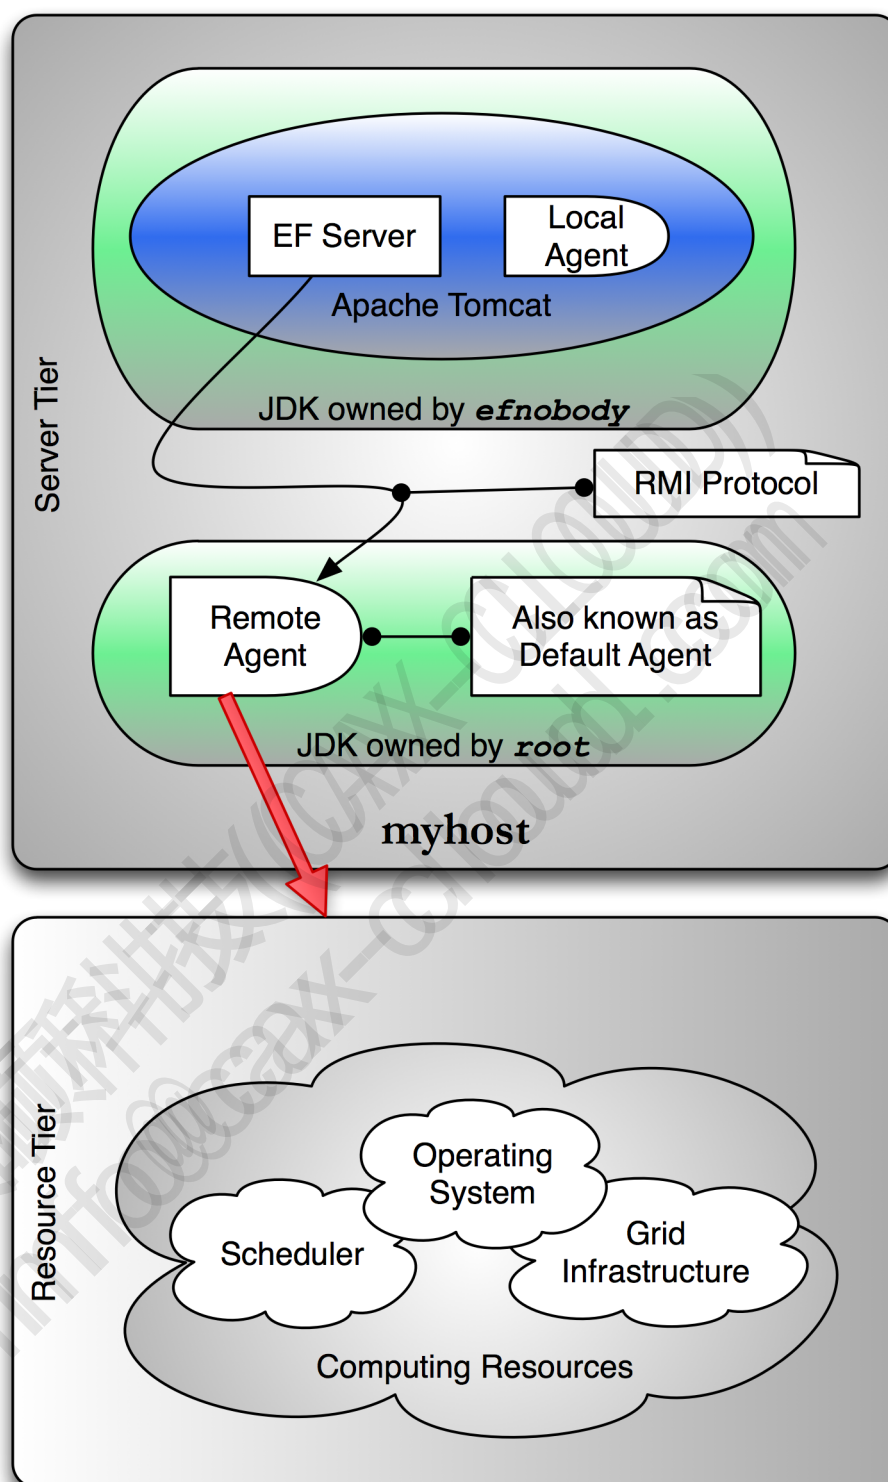 EF Server
Local
Agent
Apache Tomcat
JDK owned by efnobody
Server Tier
RMI Protocol
Remote
Agent
Also known as
Default Agent
JDK owned by root
myhost
Resource Tier
Operating
System
Scheduler
Grid
Infrastructure
Computing Resources